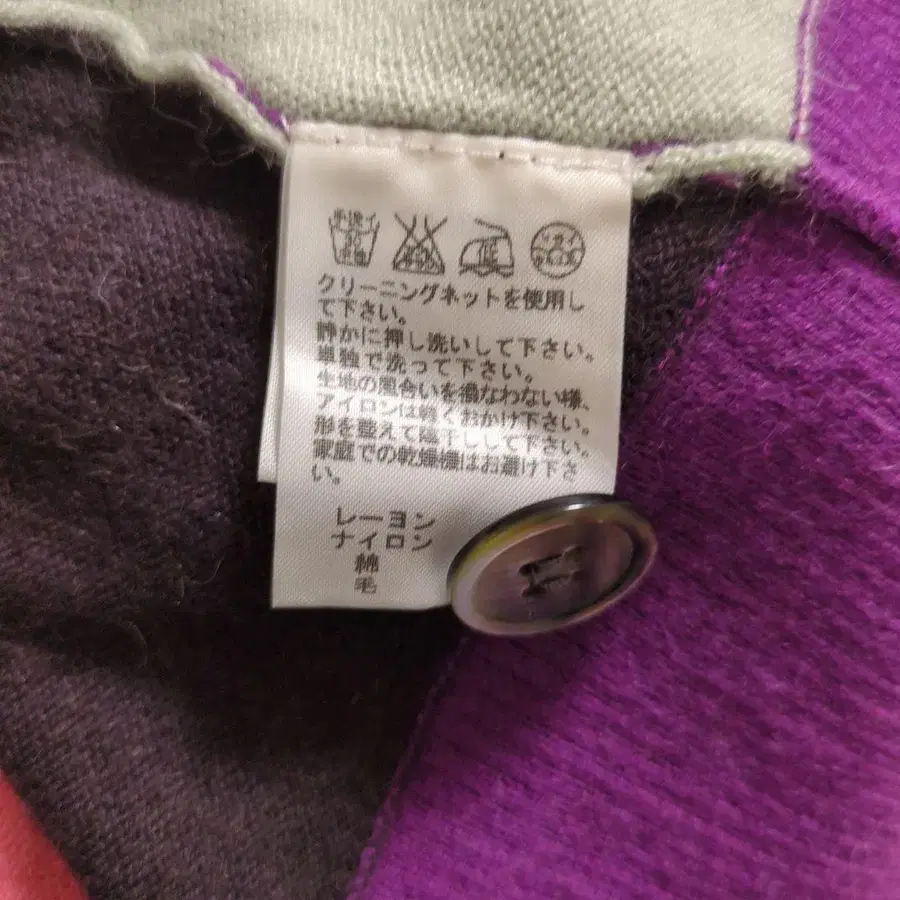 手洗イ
クリーニングネットを使用し
て下さい。
静かに押し洗いして下さい。
単独で洗って下さい。
生地の風合いを損なわない様、
アイロンは軽くおかけ下さい。
形を整えて陰干しして下さい。
家庭での乾燥機はお避け下さ
い。
レーヨン
ナイロン
綿
毛